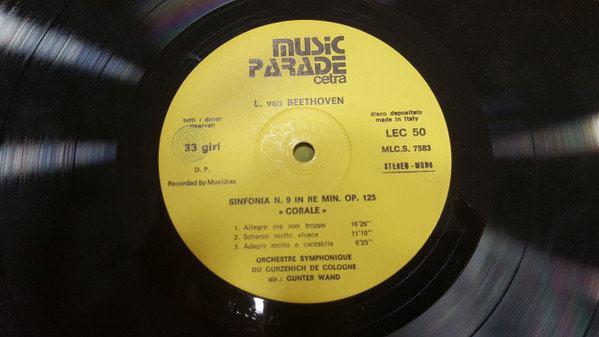 MUSIC
PARADE
cetra
L. van BEETHOVEN
tutti i diritti
riservati
33 giri
D. P.
Recorded by Musidisc
disco depositato
made in Italy
LEC 50
MLC.S. 7583
STEREO-MONO
SINFONIA N. 9 IN RE MIN. OP. 125
« CORALE »
1. Allegro ma non troppo 16'26"
2. Scherzo molto vivece 11'10"
3. Adagio molto e cantabile 6'25"
ORCHESTRE SYMPHONIQUE
DU GURZENICH DE COLOGNE
dir.: GUNTER WAND